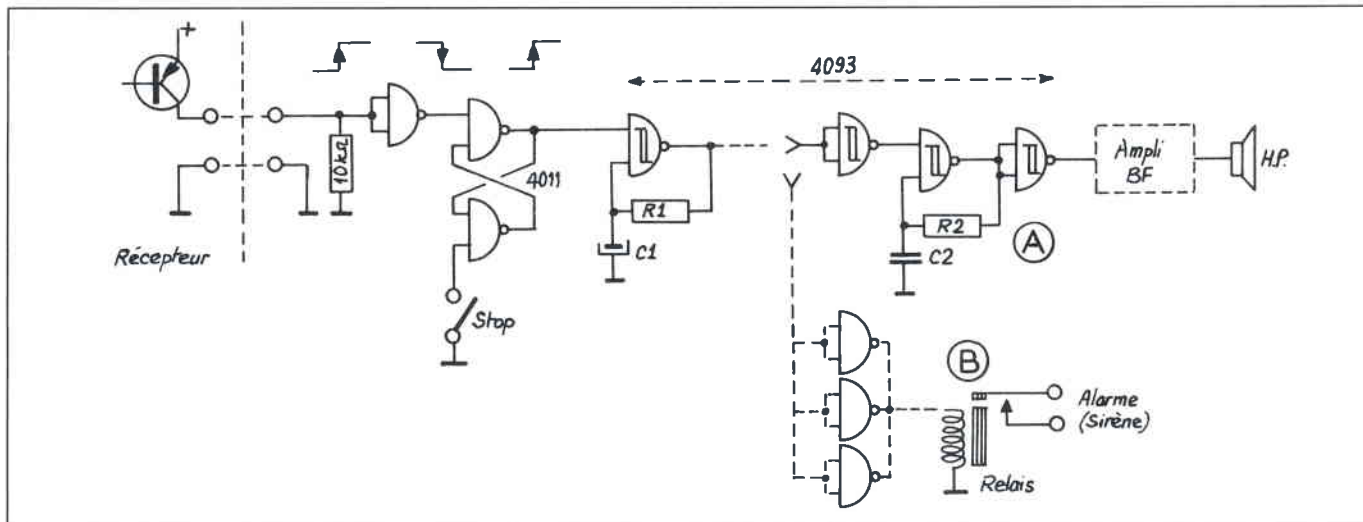 +
4093
10kΩ
4011
R1
C1
R2
C2
A
Ampli
BF
H.P.
Récepteur
Stop
B
Alarme
(Sirène)
Relais